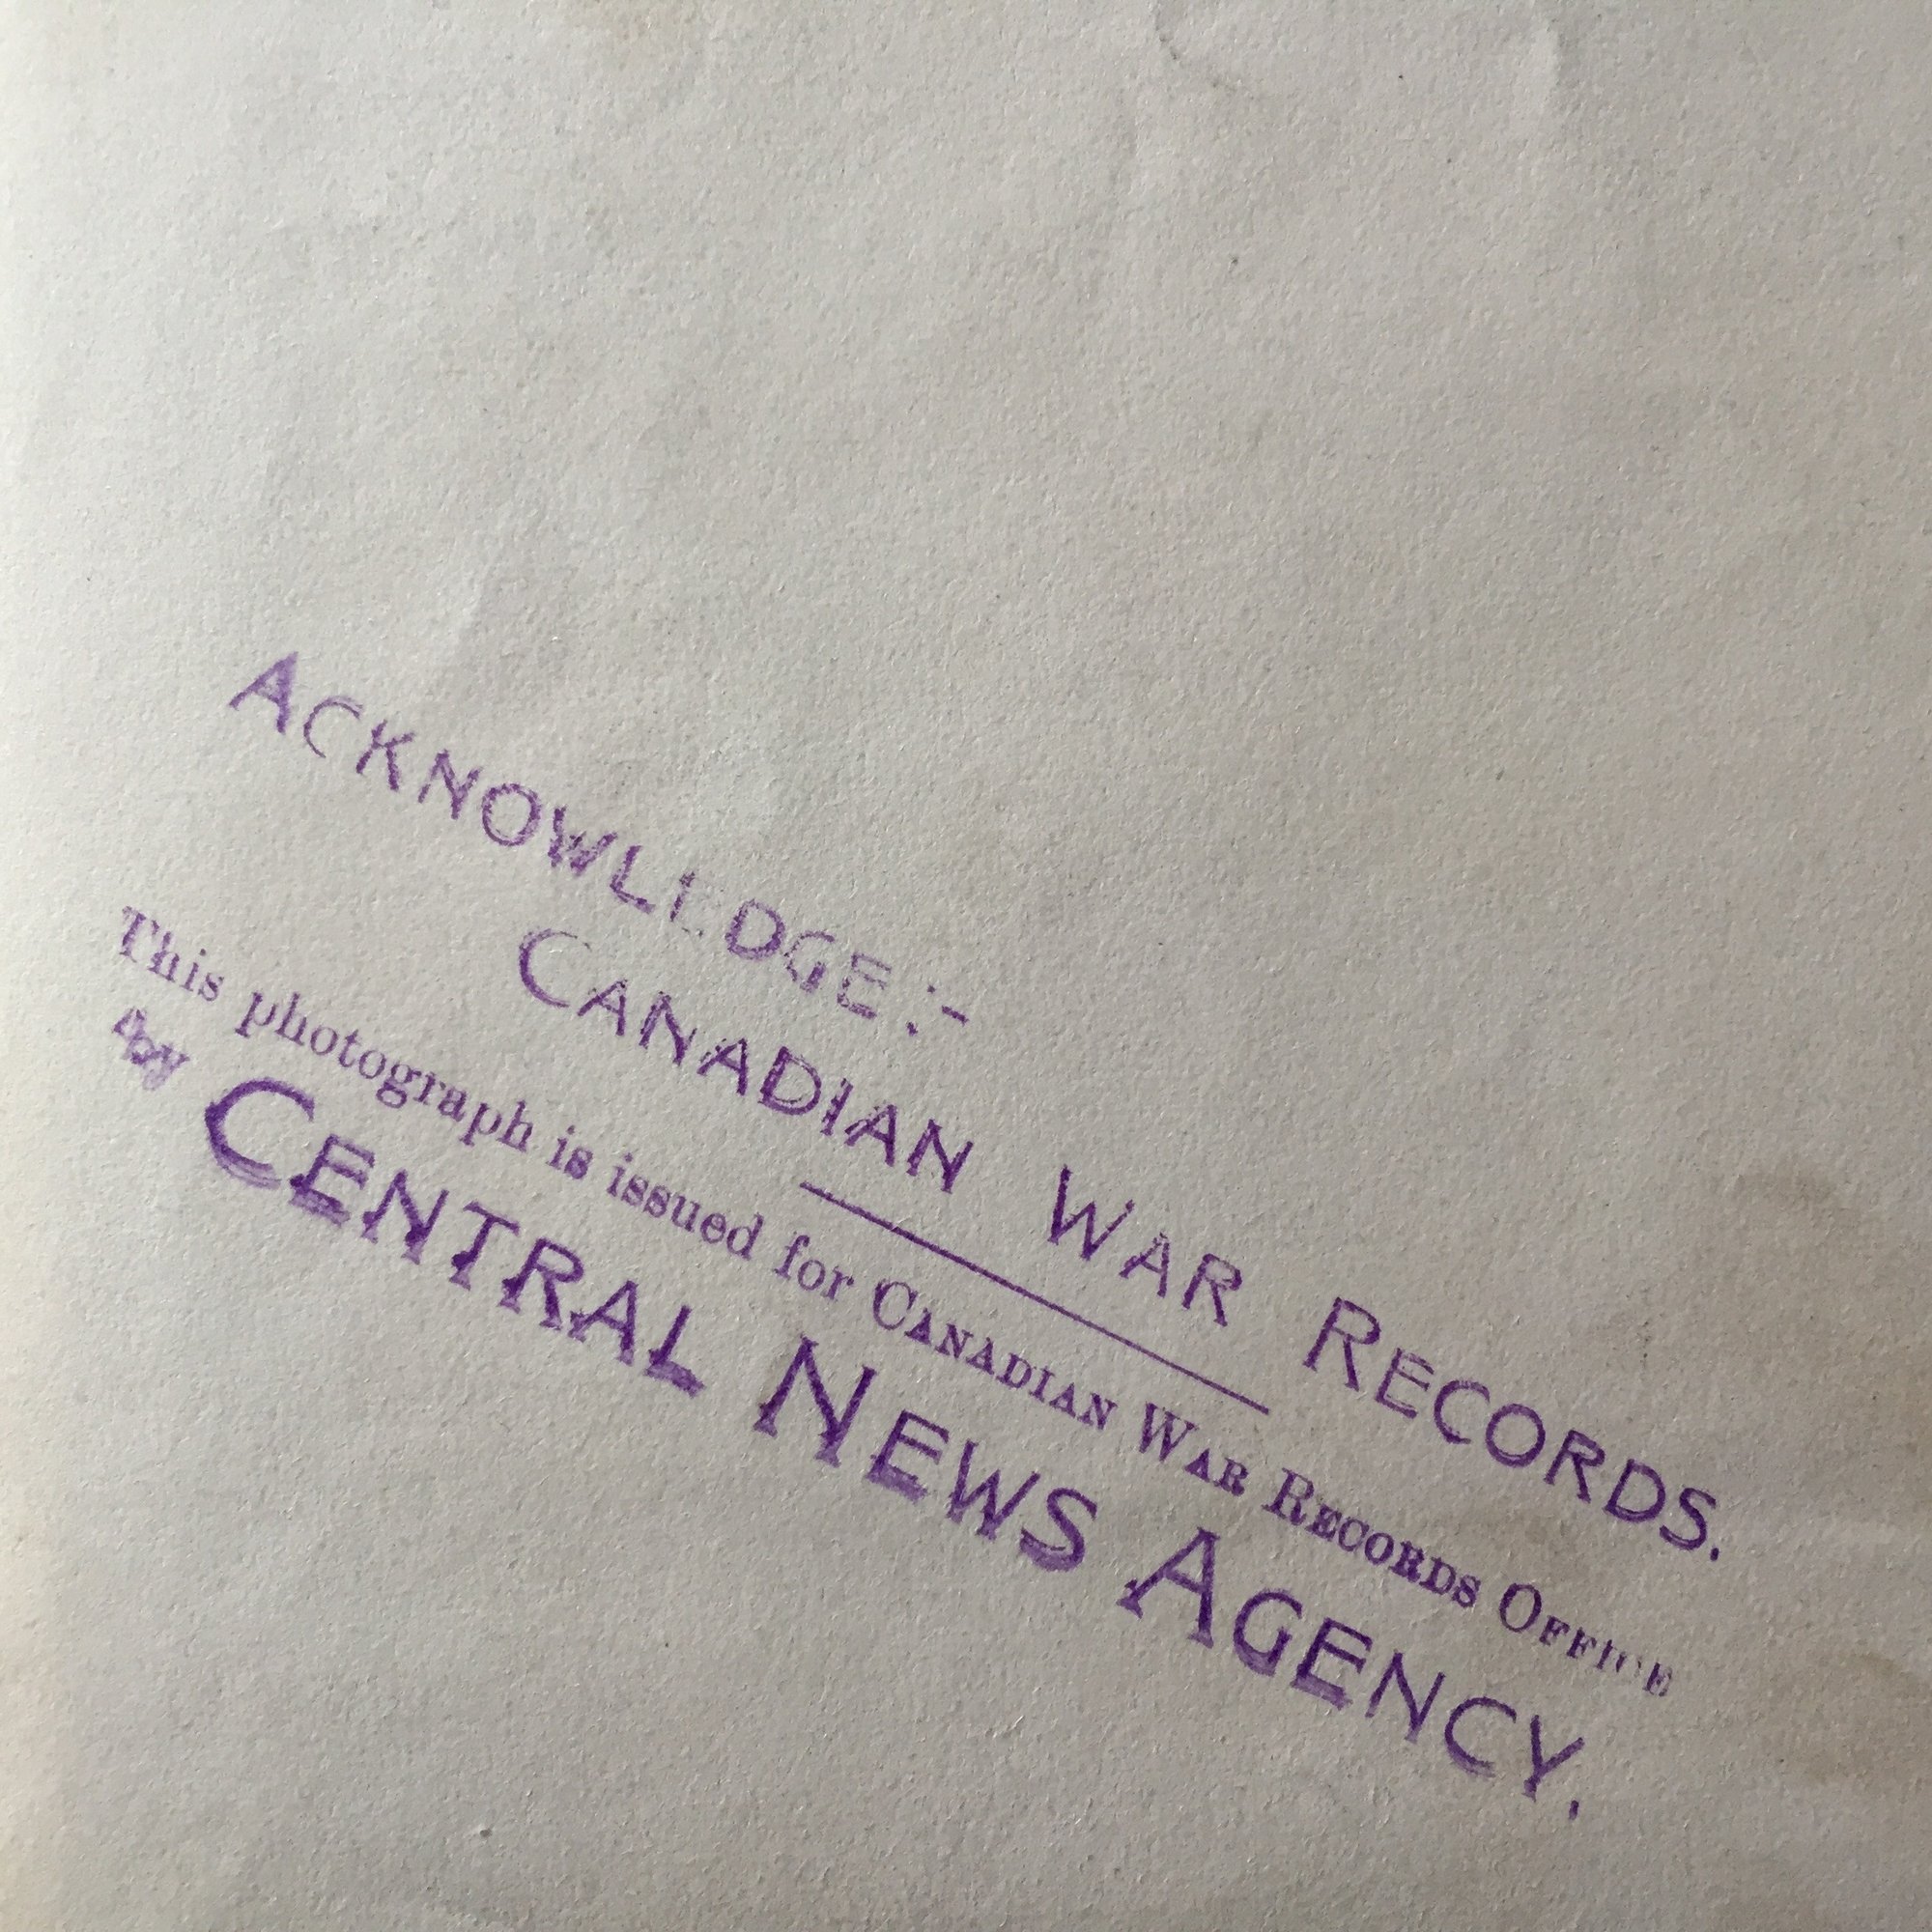 ACKNOWLEDGE:-
CANADIAN WAR RECORDS.
This photograph is issued for CANADIAN WAR RECORDS OFFICE
by CENTRAL NEWS AGENCY.